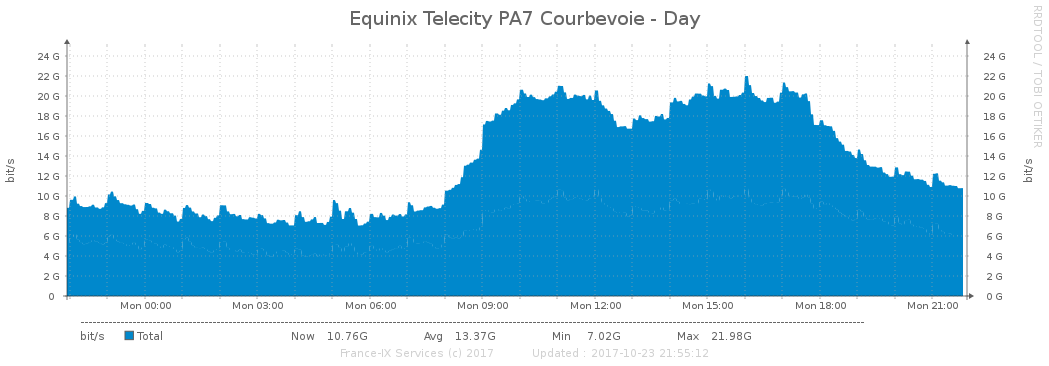 Equinix Telecity PA7 Courbevoie - Day
RRDTOOL / TOBI OETIKER
bit/s
24 G 24 G
22 G 22 G
20 G 20 G
18 G 18 G
16 G 16 G
14 G 14 G
12 G 12 G
10 G 10 G
8 G 8 G
6 G 6 G
4 G 4 G
2 G 2 G
0 0 G
bit/s
Mon 00:00 Mon 03:00 Mon 06:00 Mon 09:00 Mon 12:00 Mon 15:00 Mon 18:00 Mon 21:00
bit/s Total Now 10.76G Avg 13.37G Min 7.02G Max 21.98G
France-IX Services (c) 2017 Updated : 2017-10-23 21:55:12